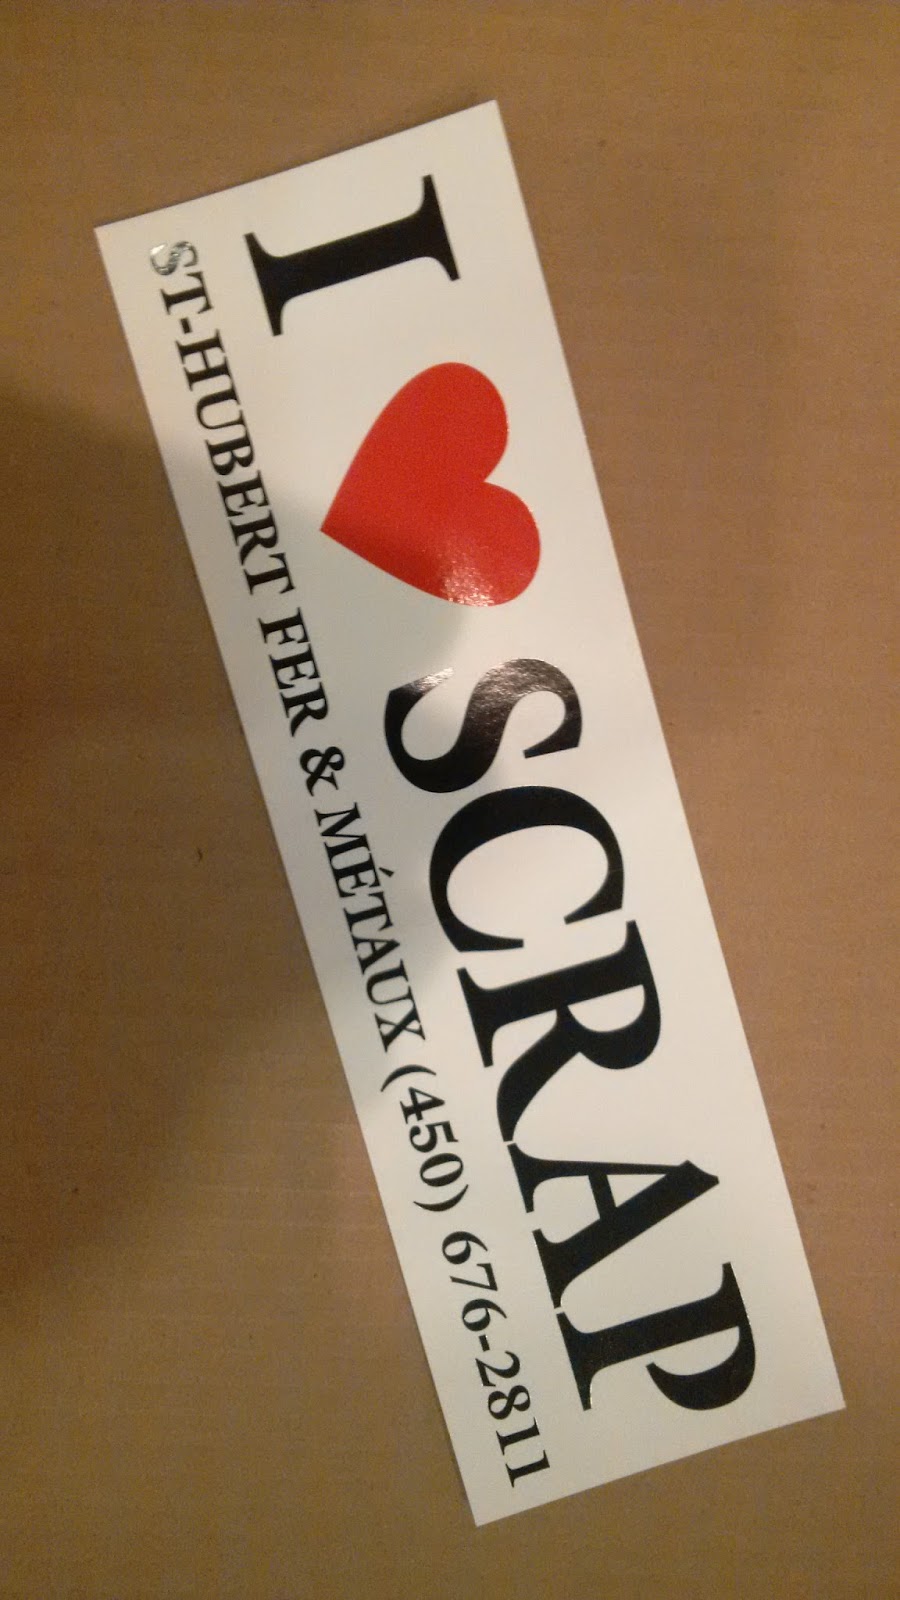 I ❤ SCRAP
ST-HUBERT FER & MÉTAUX (450) 676-2811